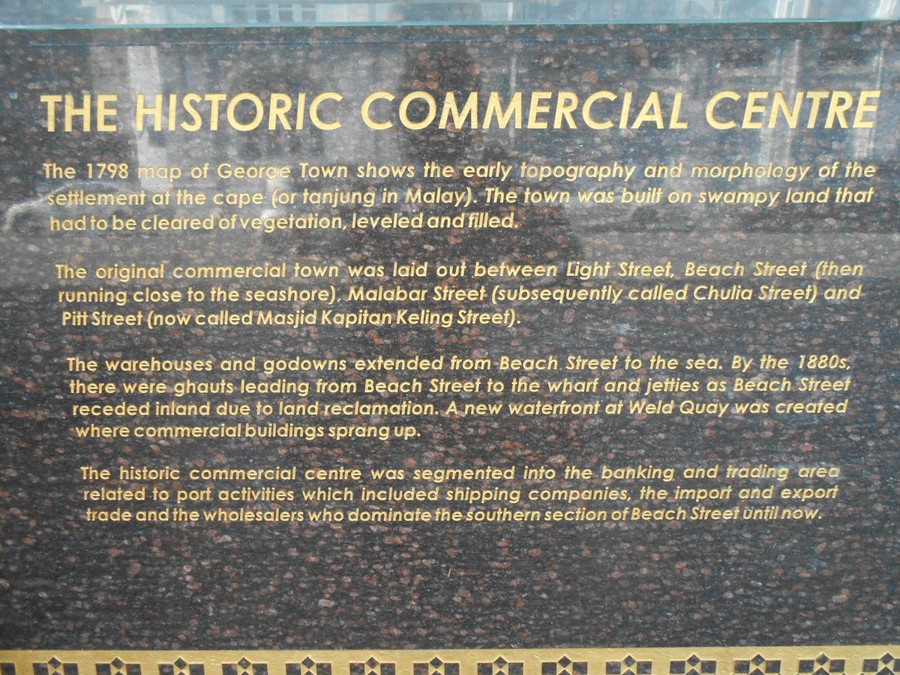 THE HISTORIC COMMERCIAL CENTRE
The 1798 map of George Town shows the early topography and morphology of the
settlement at the cape (or tanjung in Malay). The town was built on swampy land that
had to be cleared of vegetation, leveled and filled.
The original commercial town was laid out between Light Street, Beach Street (then
running close to the seashore), Malabar Street (subsequently called Chulia Street) and
Pitt Street (now called Masjid Kapitan Keling Street).
The warehouses and godowns extended from Beach Street to the sea. By the 1880s,
there were ghauts leading from Beach Street to the wharf and jetties as Beach Street
receded inland due to land reclamation. A new waterfront at Weld Quay was created
where commercial buildings sprang up.
The historic commercial centre was segmented into the banking and trading area
related to port activities which included shipping companies, the import and export
trade and the wholesalers who dominate the southern section of Beach Street until now.